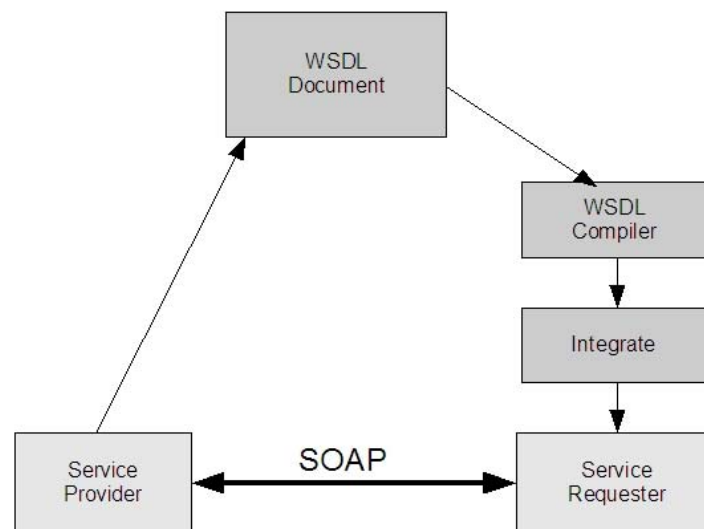 WSDL
Document
WSDL
Compiler
Integrate
SOAP
Service
Provider
Service
Requester